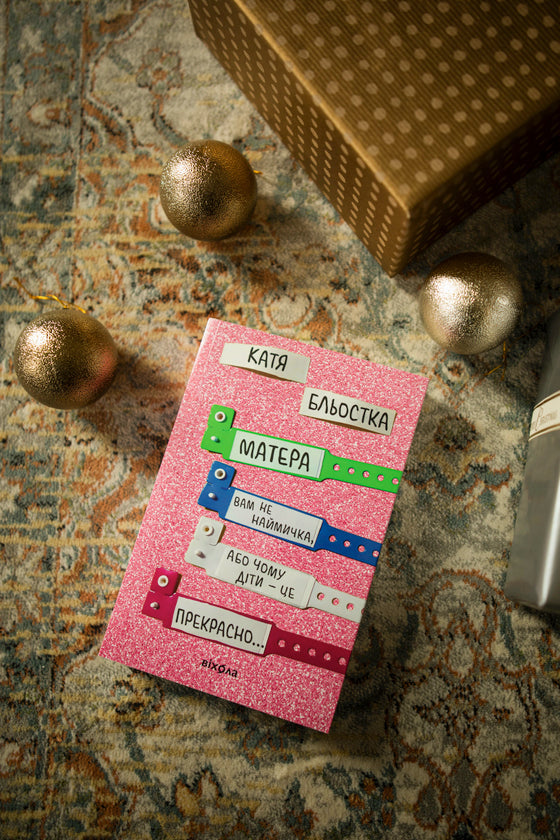 КАТЯ
БЛЬОСТКА
МАТЕРА
ВАМ НЕ
НАЙМИЧКА,
АБО ЧОМУ
ДІТИ – ЦЕ
ПРЕКРАСНО...
віхола